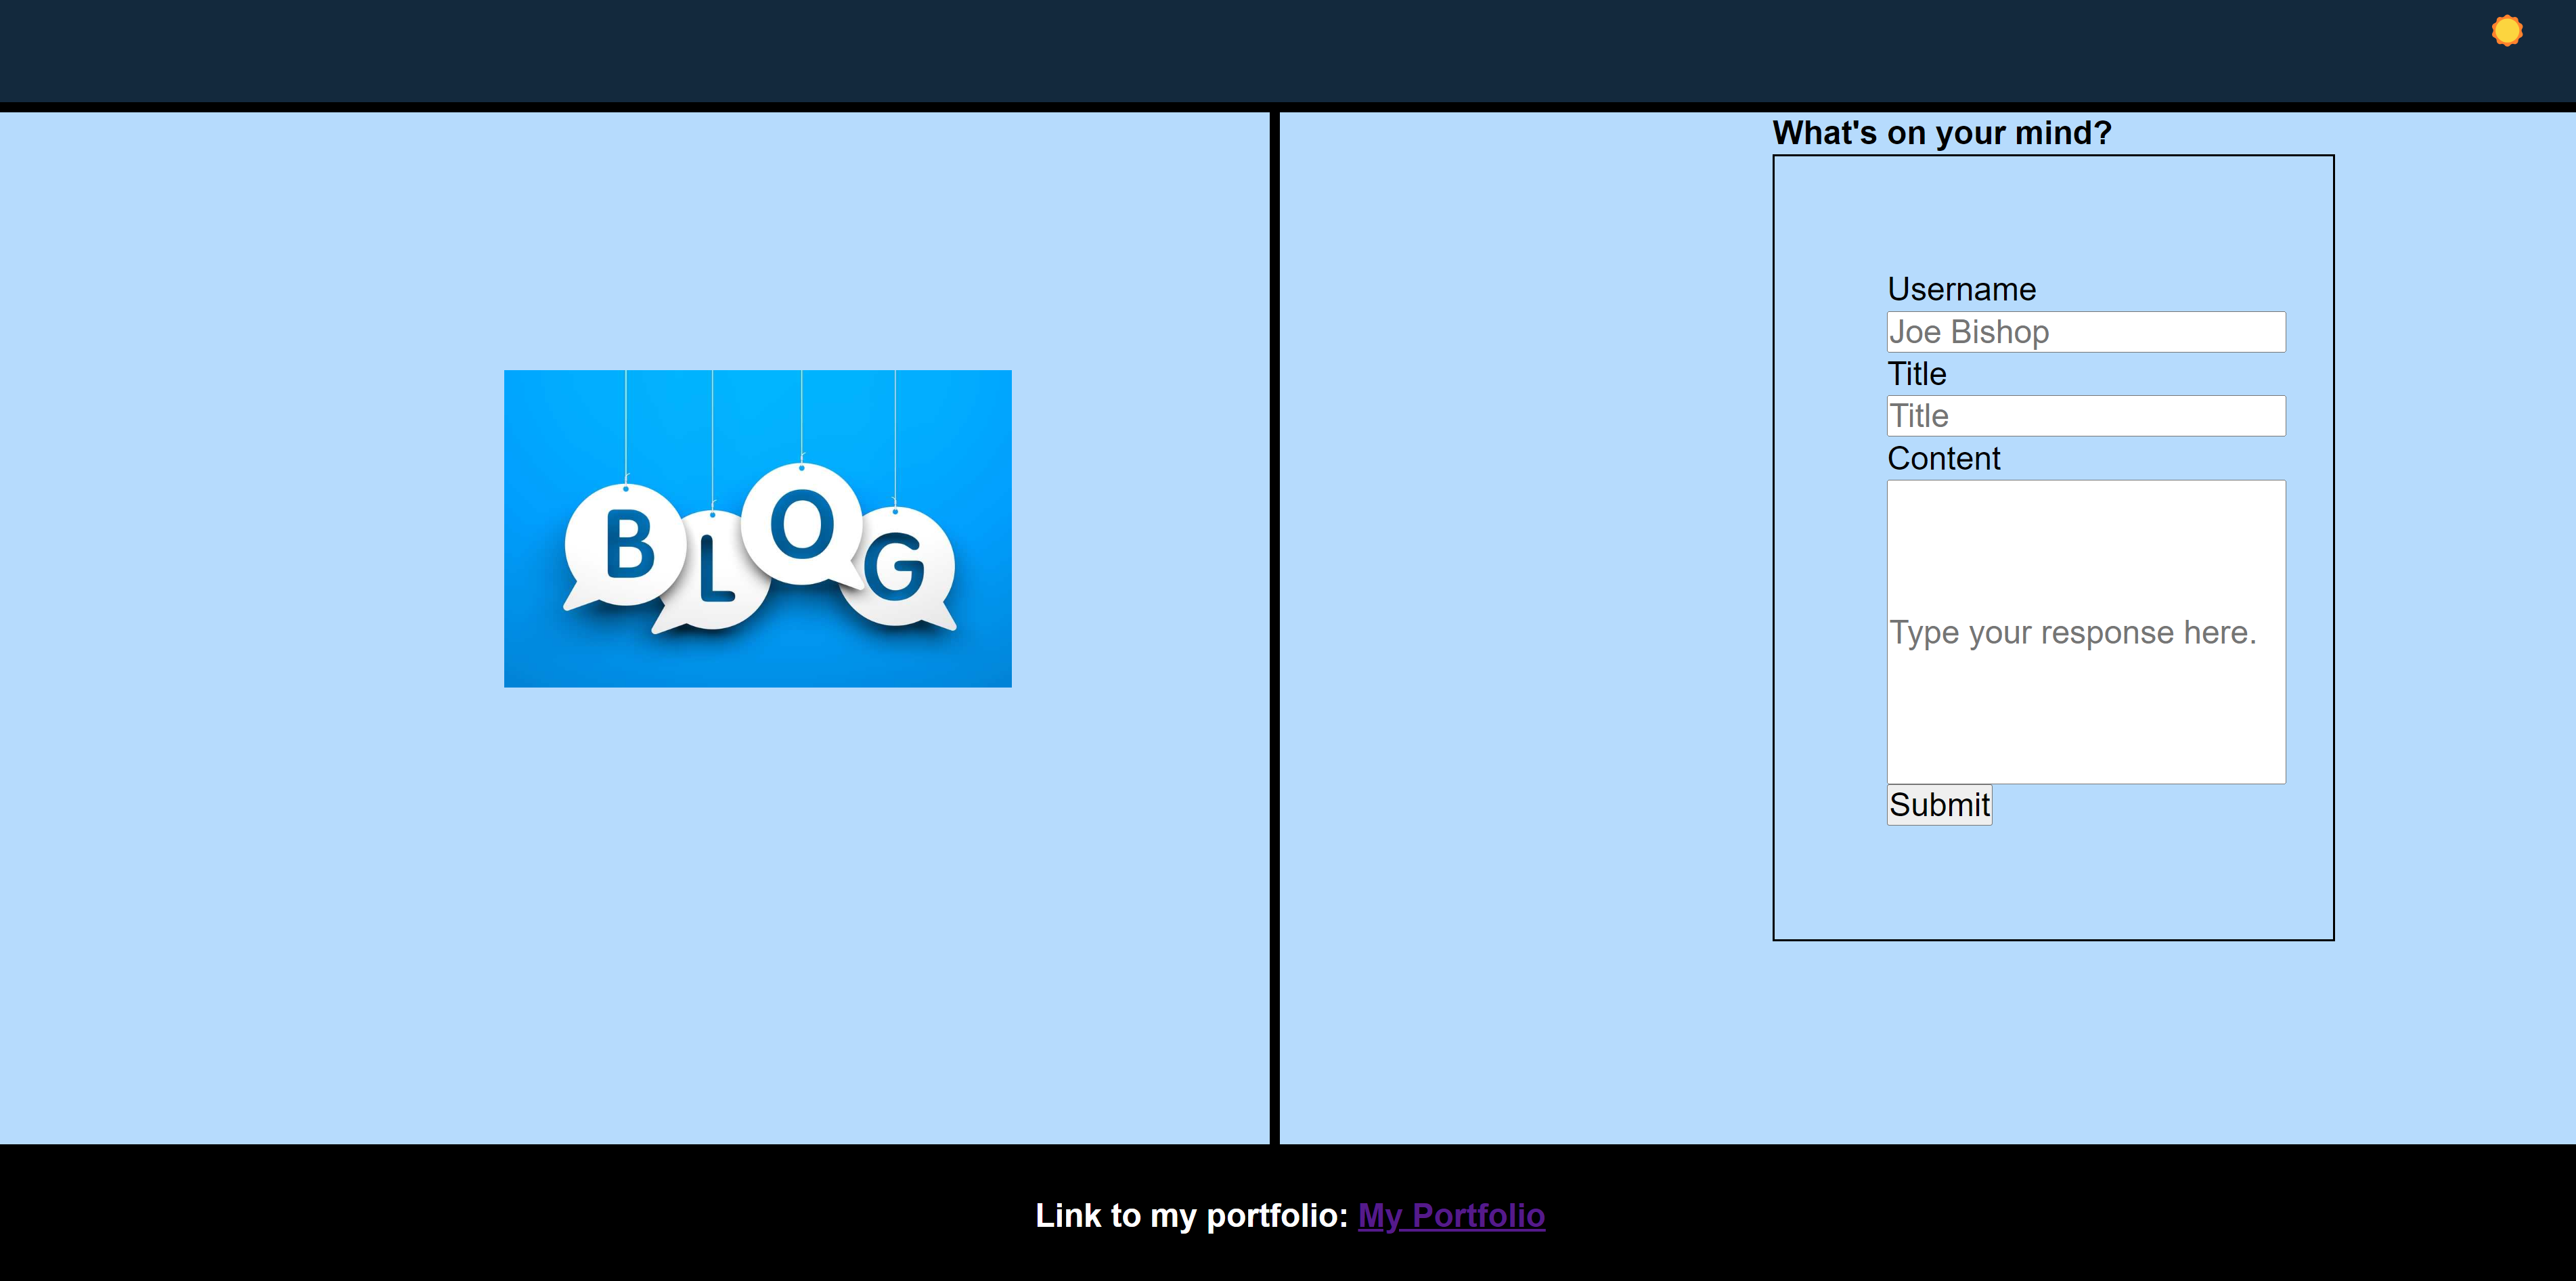 BLOG
What's on your mind?
Username
Joe Bishop
Title
Title
Content
Type your response here.
Submit
Link to my portfolio: My Portfolio